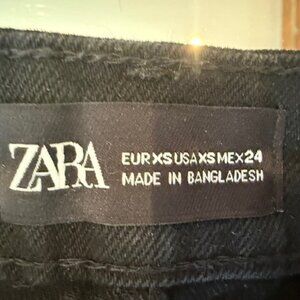 ZARA
EUR XS USA XS MEX 24
MADE IN BANGLADESH